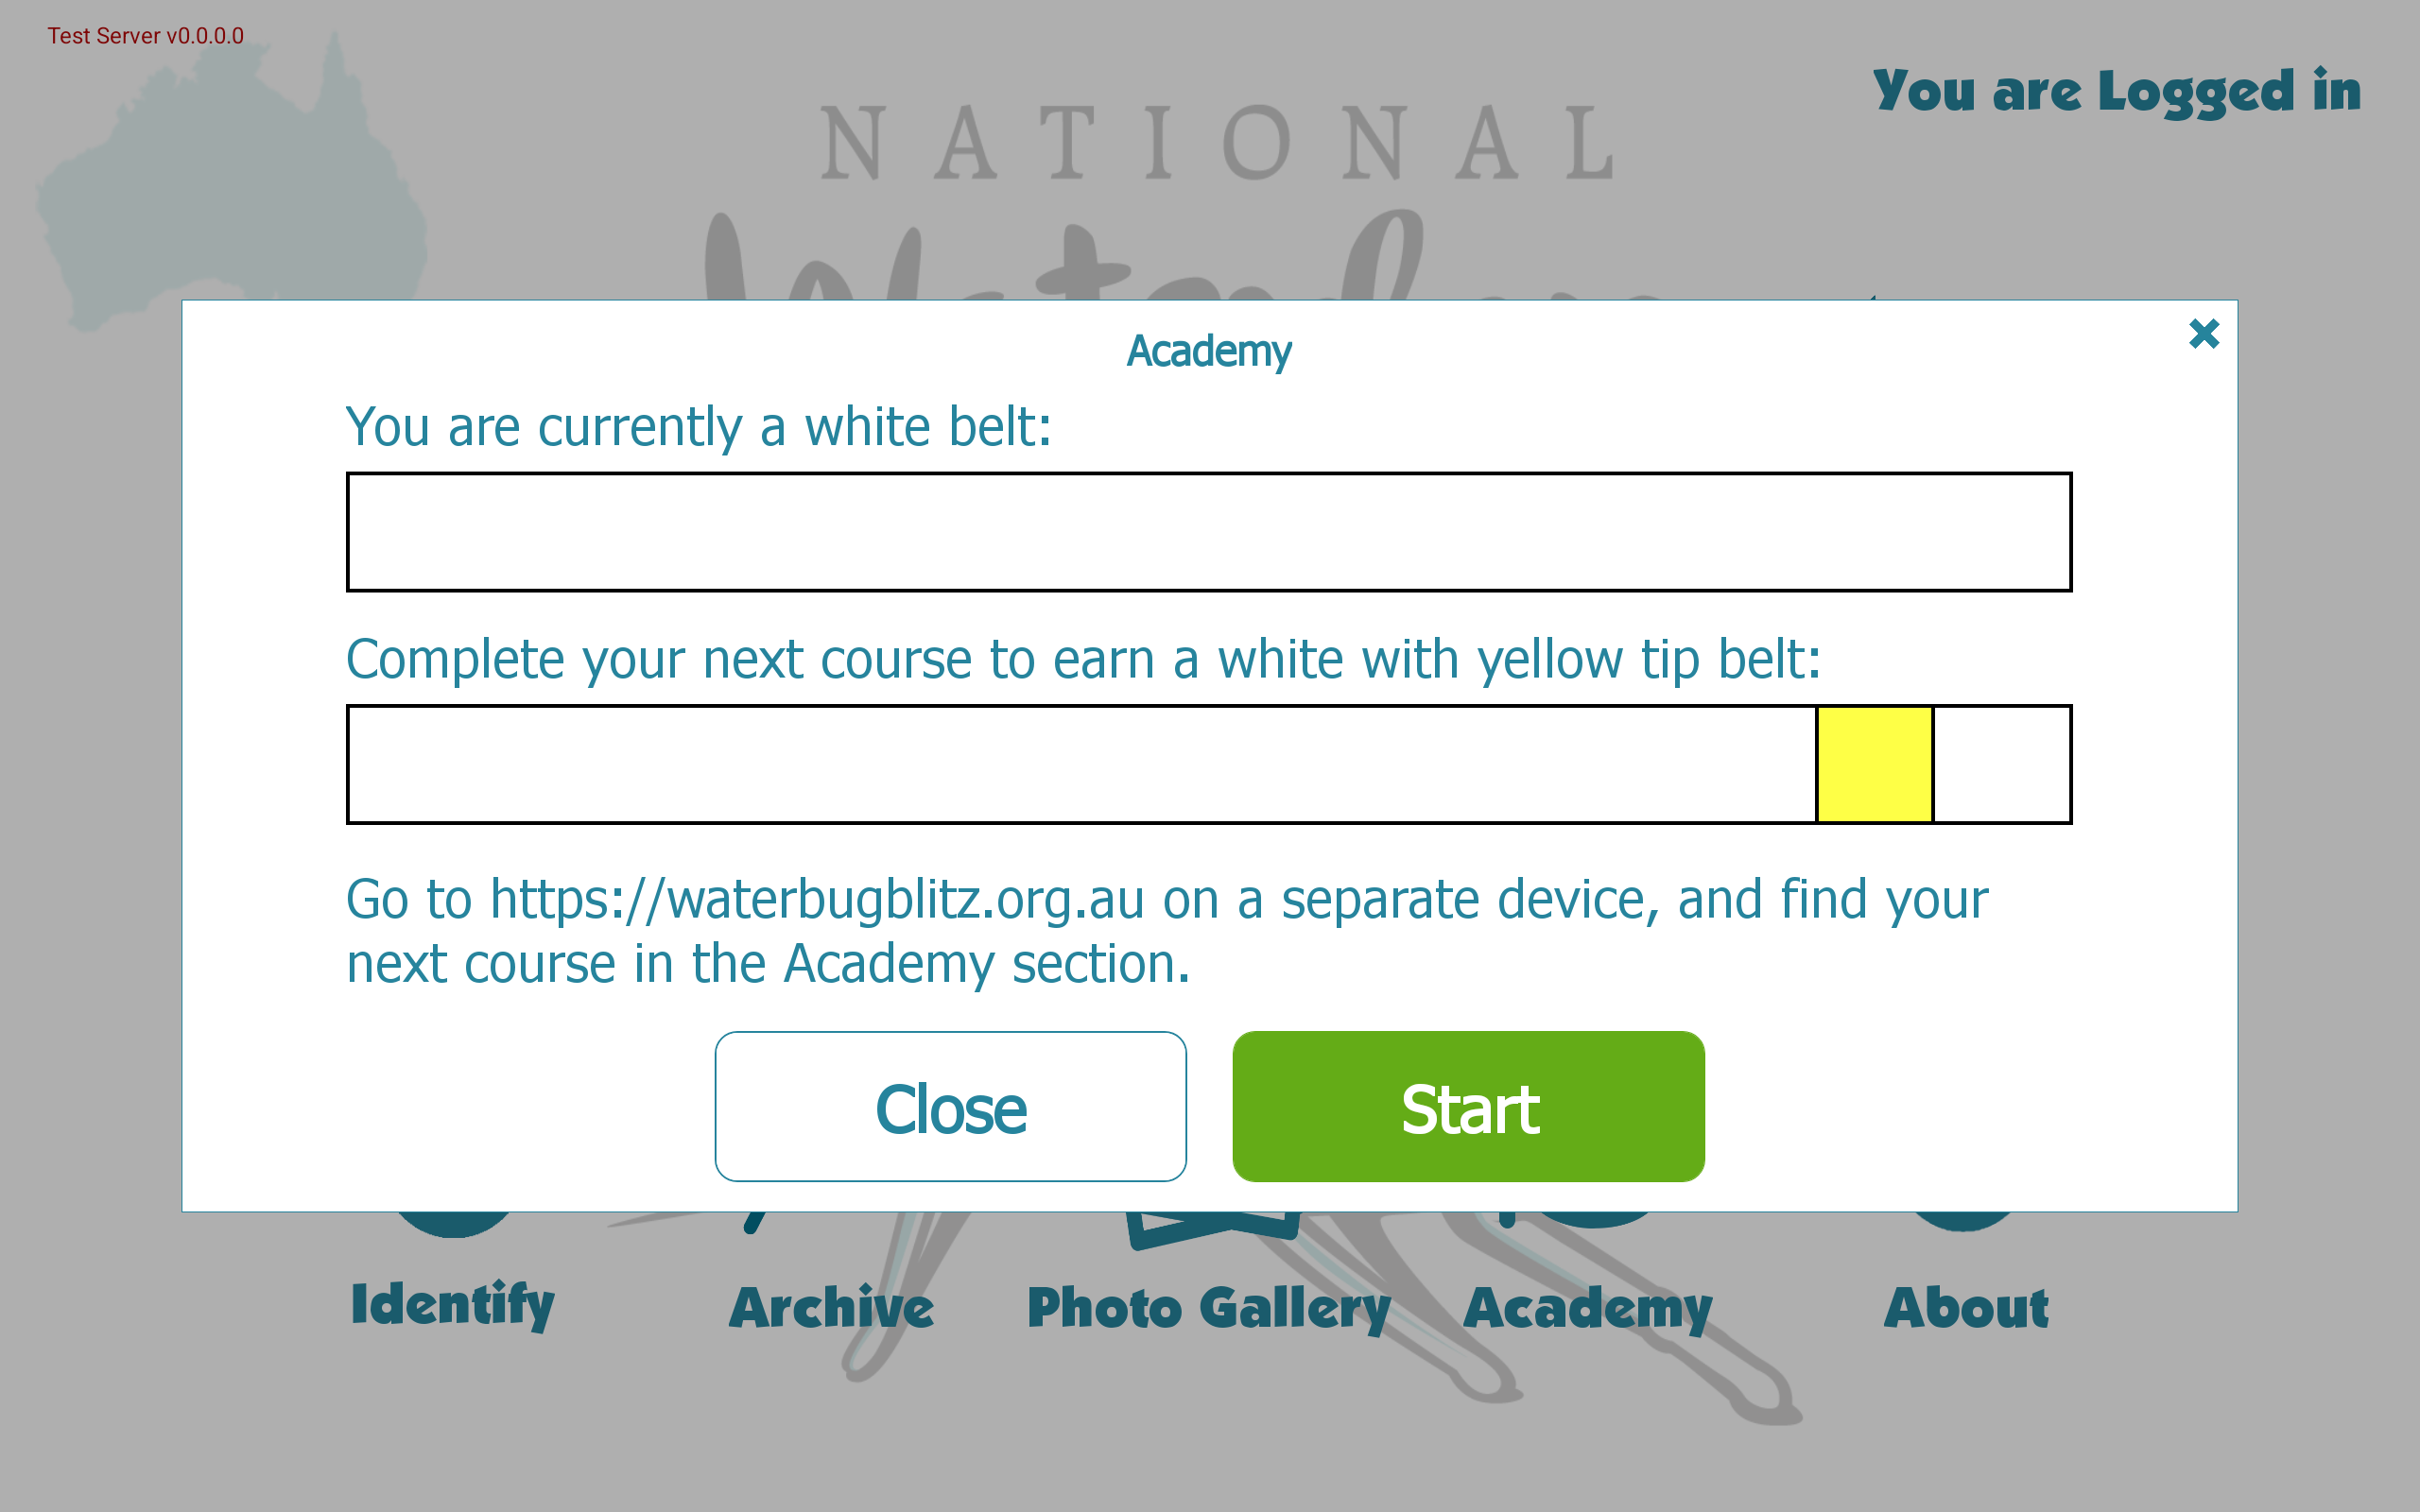 Test Server v0.0.0.0
You are Logged in
NATIONAL
Academy
You are currently a white belt:
Complete your next course to earn a white with yellow tip belt:
Go to https://waterbugblitz.org.au on a separate device, and find your
next course in the Academy section.
Close Start
Identify Archive Photo Gallery Academy About